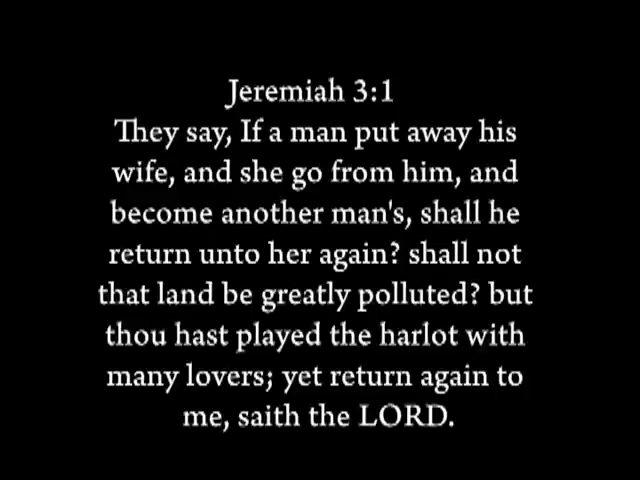 Jeremiah 3:1
They say, If a man put away his
wife, and she go from him, and
become another man's, shall he
return unto her again? shall not
that land be greatly polluted? but
thou hast played the harlot with
many lovers; yet return again to
me, saith the LORD.